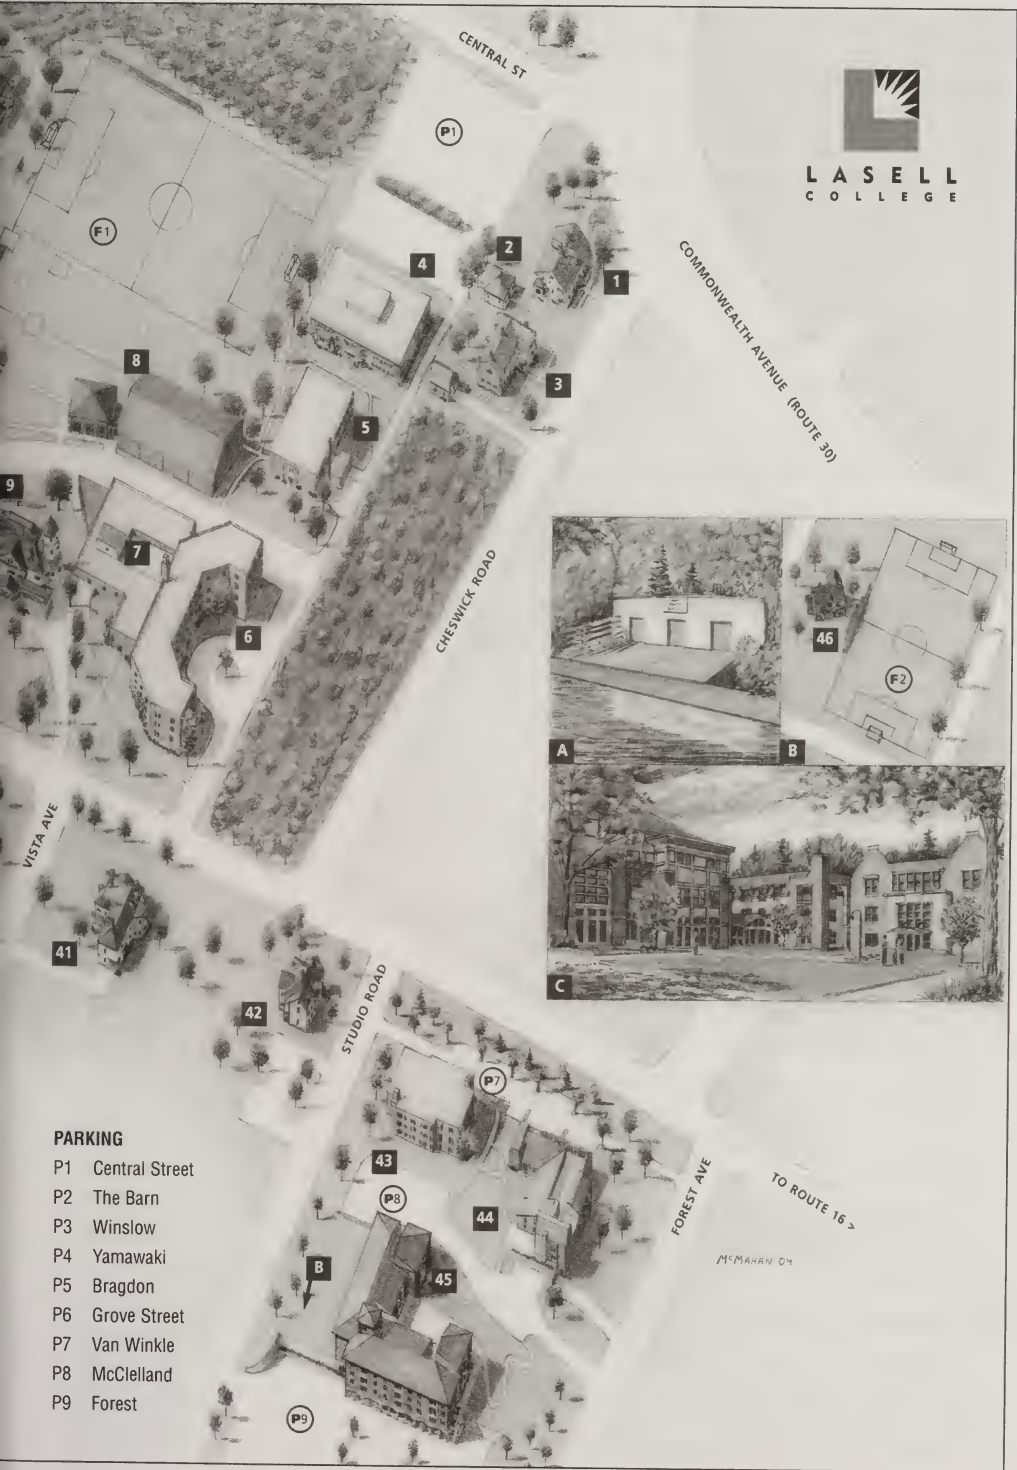 CENTRAL ST
P1
LASELL
COLLEGE
F1
2
4
1
COMMONWEALTH AVENUE (ROUTE 30)
8
3
5
9
7
CHESWICK ROAD
6
46
F2
A
B
VISTA AVE
41
C
42
STUDIO ROAD
P7
PARKING
P1 Central Street
P2 The Barn
P3 Winslow
P4 Yamawaki
P5 Bragdon
P6 Grove Street
P7 Van Winkle
P8 McClelland
P9 Forest
43
P8
44
FOREST AVE
TO ROUTE 16 >
McMAHAN 04
B
45
P9